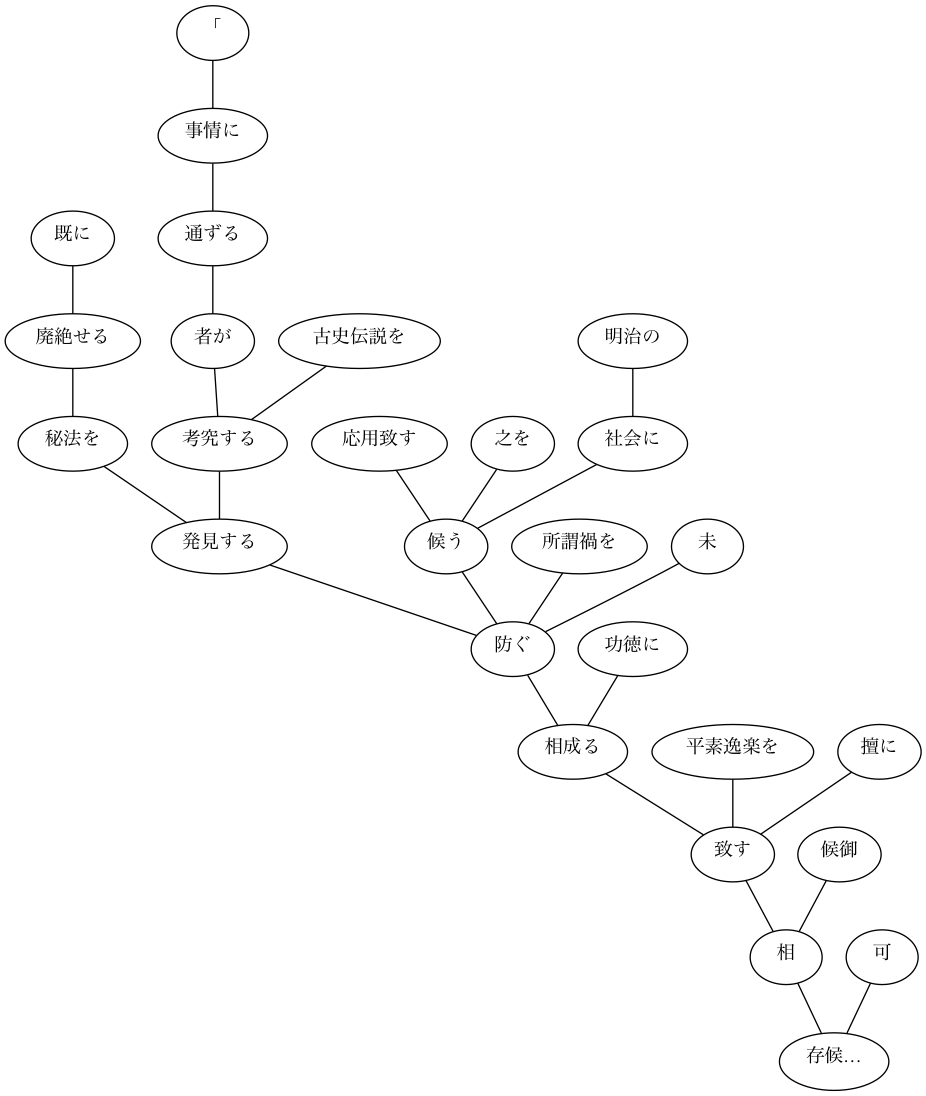 「
事情に
既に
通ずる
廃絶せる
者が
古史伝説を
明治の
秘法を
考究する
応用致す
之を
社会に
発見する
候う
所謂禍を
未
防ぐ
功徳に
相成る
平素逸楽を
擅に
致す
候御
相
可
存候...